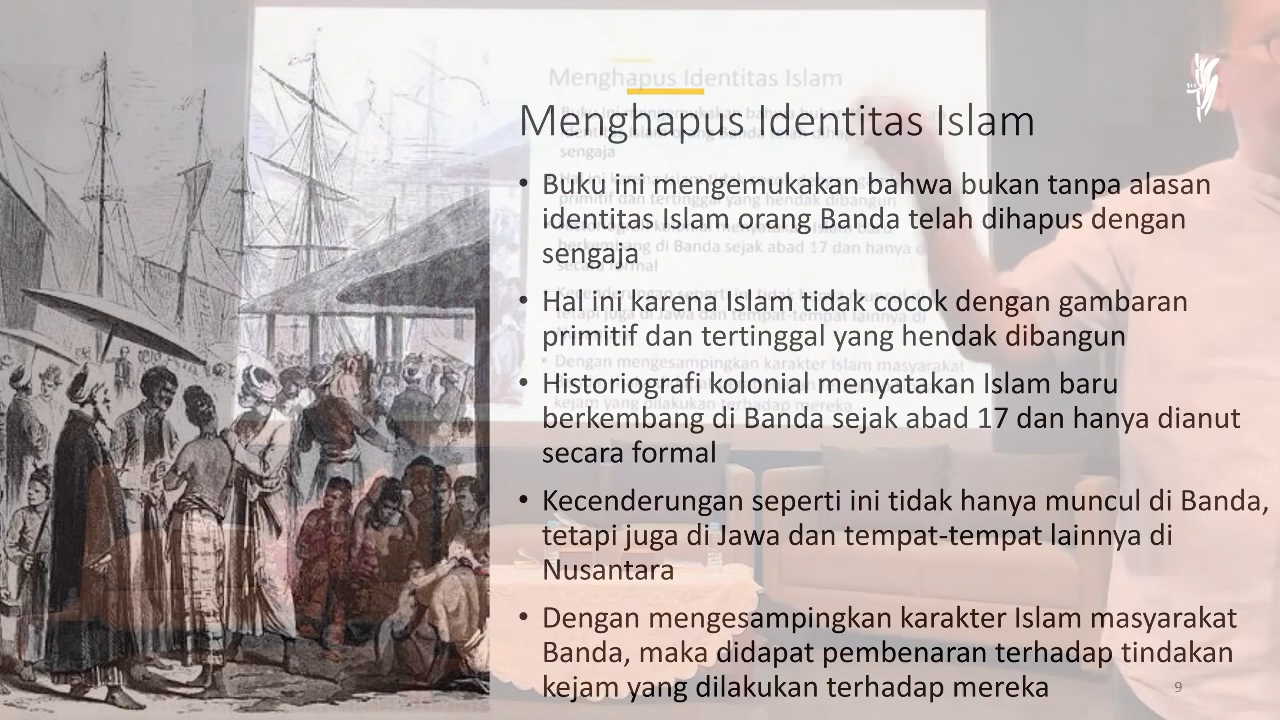 Menghapus Identitas Islam
Menghapus Identitas Islam
• Buku ini mengemukakan bahwa bukan tanpa alasan
identitas Islam orang Banda telah dihapus dengan
sengaja
• Hal ini karena Islam tidak cocok dengan gambaran
primitif dan tertinggal yang hendak dibangun
• Historiografi kolonial menyatakan Islam baru
berkembang di Banda sejak abad 17 dan hanya dianut
secara formal
• Kecenderungan seperti ini tidak hanya muncul di Banda,
tetapi juga di Jawa dan tempat-tempat lainnya di
Nusantara
• Dengan mengesampingkan karakter Islam masyarakat
Banda, maka didapat pembenaran terhadap tindakan
kejam yang dilakukan terhadap mereka
9